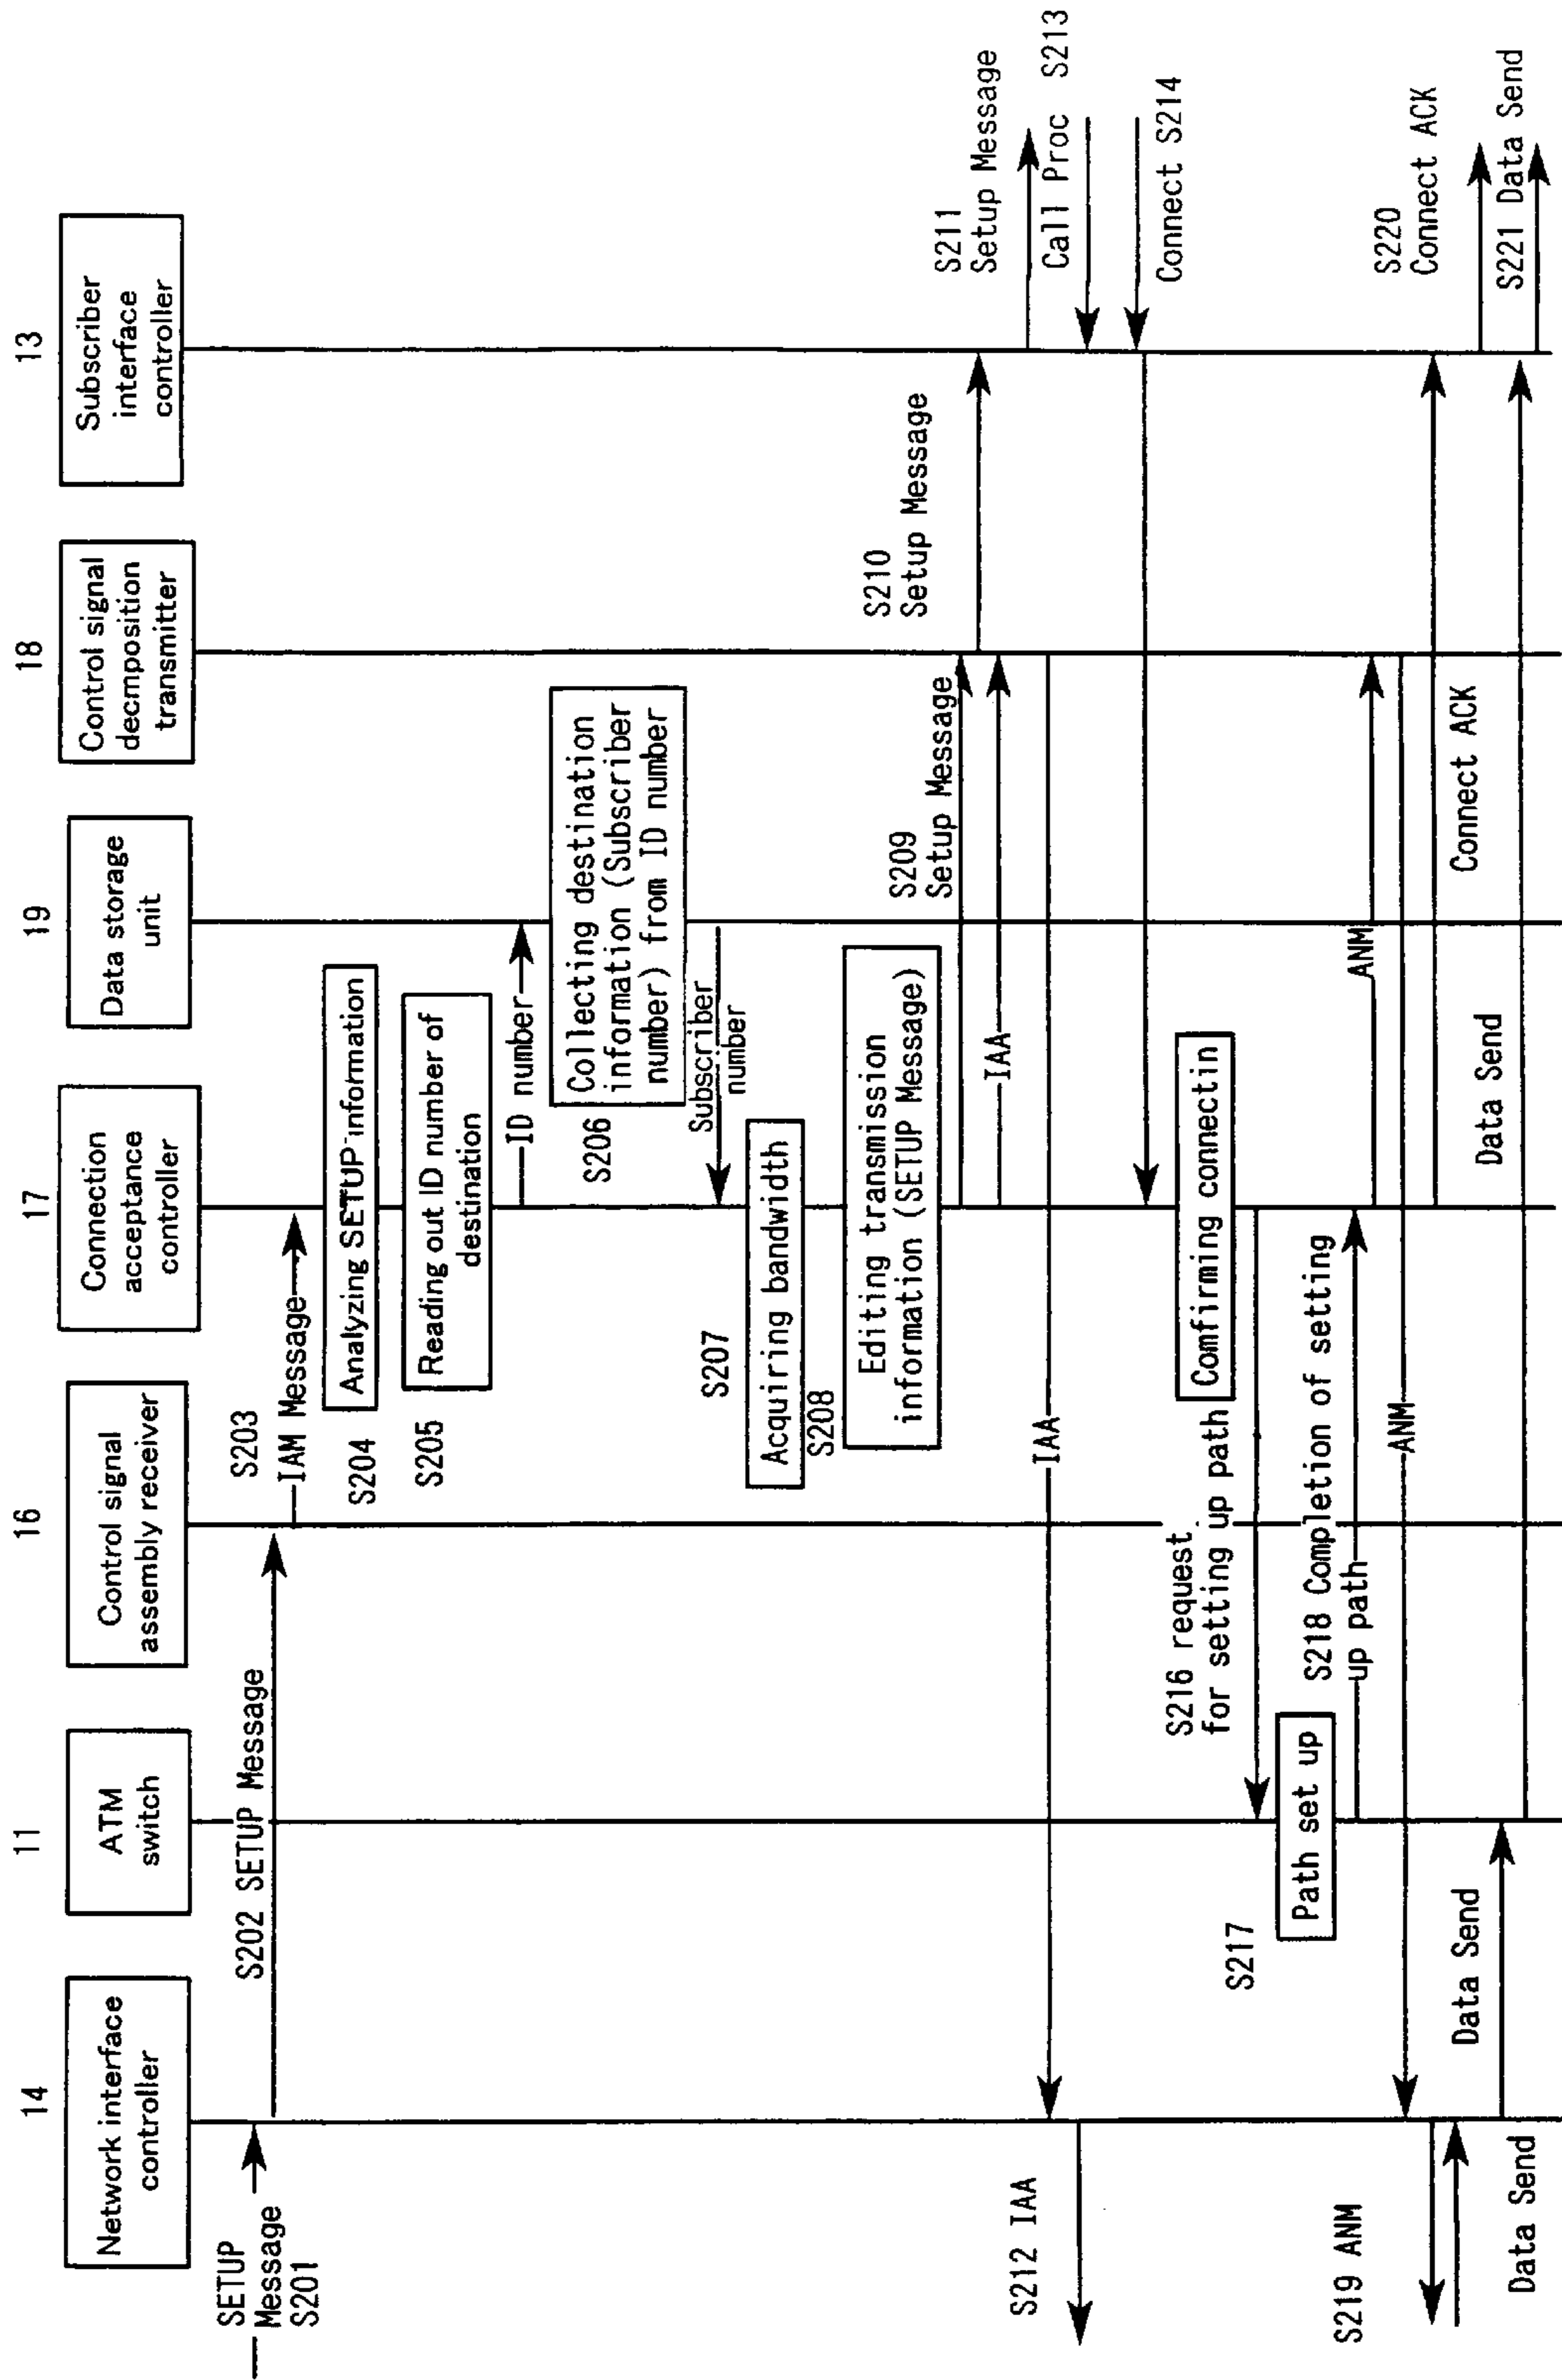 14
Network interface
controller
11
ATM
switch
16
Control signal
assembly receiver
17
Connection
acceptance
controller
19
Data storage
unit
18
Control signal
decmposition
transmitter
13
Subscriber
interface
controller
SETUP
Message
S201
S202 SETUP Message
S203
IAM Message
S204
Analyzing SETUP information
S205
Reading out ID number of
destination
ID number
S206
Collecting destination
information (Subscriber
number) from ID number
Subscriber
number
S207
Acquiring bandwidth
S208
Editing transmission
information (SETUP Message)
S209
Setup Message
IAA
S210
Setup Message
S211
Setup Message
IAA
S212 IAA
Call Proc S213
Connect S214
Comfirming connectin
S216 request
for setting up path
S217
Path set up
S218 Completion of setting
up path
ANM
ANM
S219 ANM
Connect ACK
S220
Connect ACK
Data Send
Data Send
Data Send
S221 Data Send